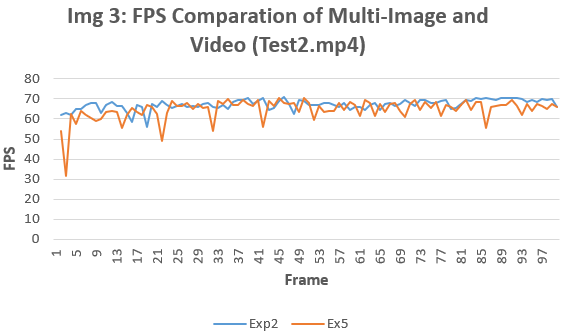 Img 3: FPS Comparation of Multi-Image and
Video (Test2.mp4)
80
70
60
50
40
30
20
10
0
FPS
1 5 9 13 17 21 25 29 33 37 41 45 49 53 57 61 65 69 73 77 81 85 89 93 97
Frame
Exp2 Ex5